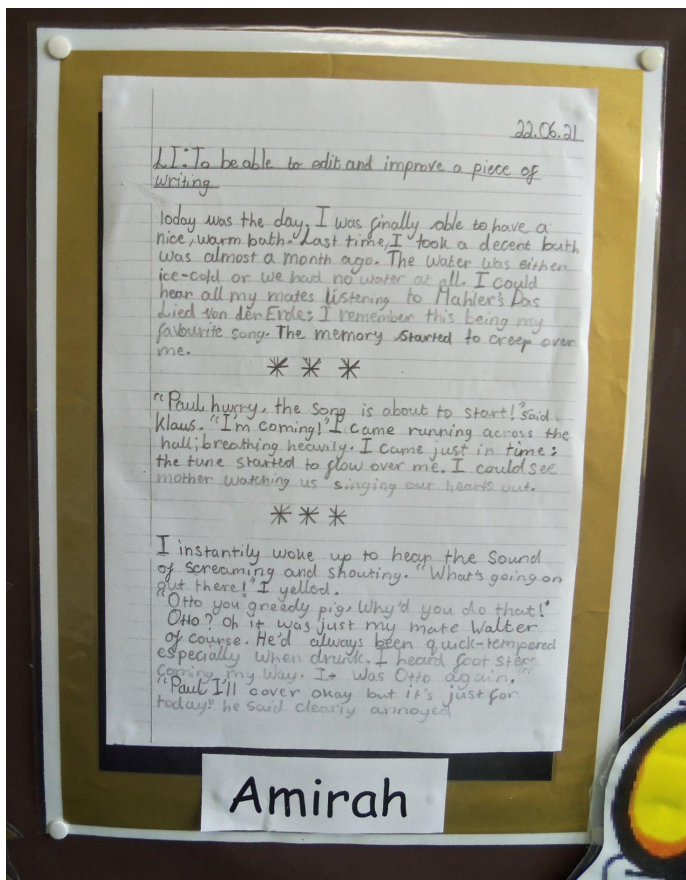 22.06.21
LI: To be able to edit and improve a piece of
writing
Today was the day. I was finally able to have a
nice, warm bath. Last time, I took a decent bath
was almost a month ago. The water was either
ice-cold or we had no water at all. I could
hear all my mates listening to Mahler's Das
Lied von der Erde; I remember this being my
favourite song. The memory started to creep over
me.
* * *
"Paul hurry, the song is about to start!" said
Klaus. "I'm coming!" I came running across the
hall; breathing heavily. I came just in time:
the tune started to flow over me. I could see
mother watching us singing our hearts out.
* * *
I instantily woke up to hear the sound
of screaming and shouting. "What's going on
out there!" I yelled.
"Otto you greedy pig. Why'd you do that!"
Otto? Oh it was just my mate Walter
of course. He'd always been quick-tempered
especially when drunk. I heard foot steps
coming my way. It was Otto again.
"Paul I'll cover okay but it's just for
today." he said clearly annoyed
Amirah